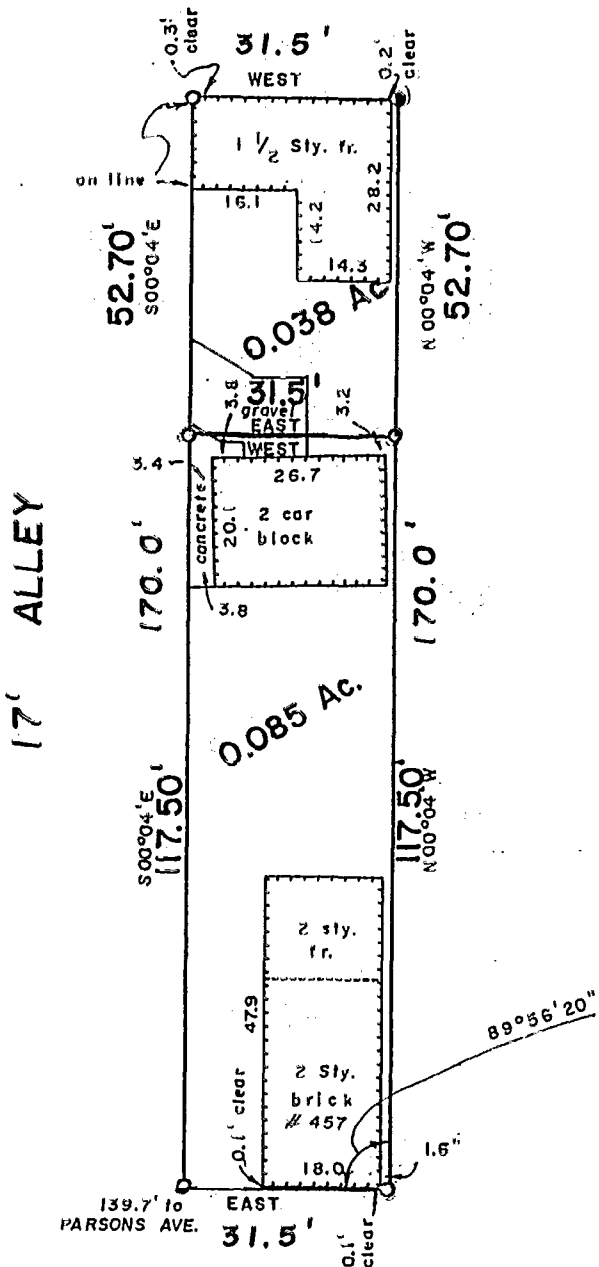 0.3'
clear
31.5'
WEST
0.2'
clear
1 1/2 Sty. fr.
on line
16.1
14.2
28.2
14.3
52.70'
S00°04'E
N 00°04'W
52.70'
0.038 Ac
31.5'
3.8
gravel
3.2
EAST
WEST
3.4
26.7
concrete
20.1
2 car
block
3.8
170.0'
170.0'
17' ALLEY
0.085 Ac.
S00°04'E
117.50'
117.50'
N 00°04'W
2 sty.
fr.
47.9
89°56'20"
2 Sty.
brick
# 457
0.1' clear
18.0
1.6"
139.7' to
PARSONS AVE.
EAST
31.5'
0.1'
clear